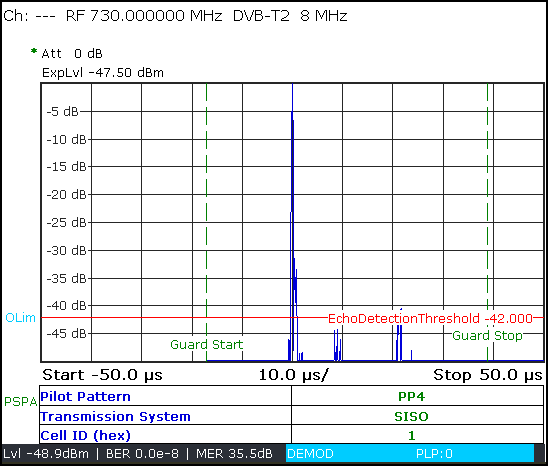 Ch: --- RF 730.000000 MHz DVB-T2 8 MHz
* Att 0 dB
ExpLvl -47.50 dBm
-5 dB
-10 dB
-15 dB
-20 dB
-25 dB
-30 dB
-35 dB
-40 dB
OLim EchoDetectionThreshold -42.000
-45 dB Guard Stop
Guard Start
Start -50.0 µs 10.0 µs/ Stop 50.0 µs
PSPA Pilot Pattern PP4
Transmission System SISO
Cell ID (hex) 1
Lvl -48.9dBm | BER 0.0e-8 | MER 35.5dB DEMOD PLP:0